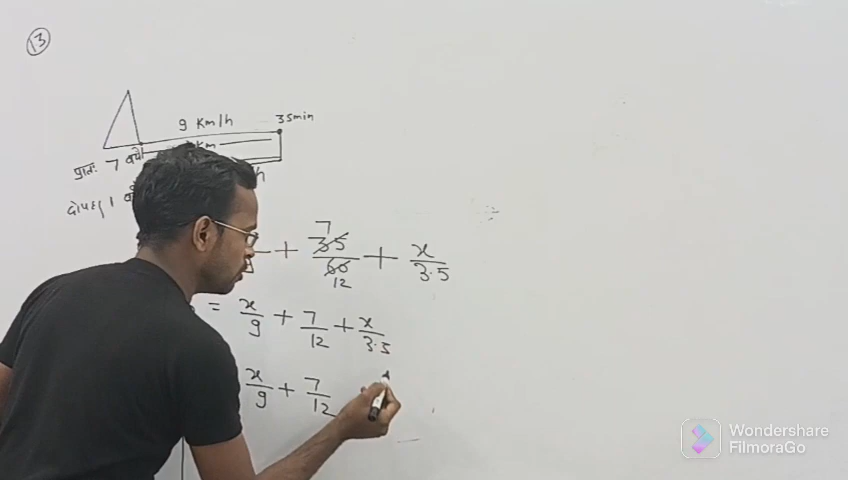 13
9 Km/h 35min
Km
प्रातः 7 बजे
h
दोपहर 1
+ 7 35/60 12 + x/3.5
= x/9 + 7/12 + x/3.5
x/9 + 7/12
Wondershare
FilmoraGo